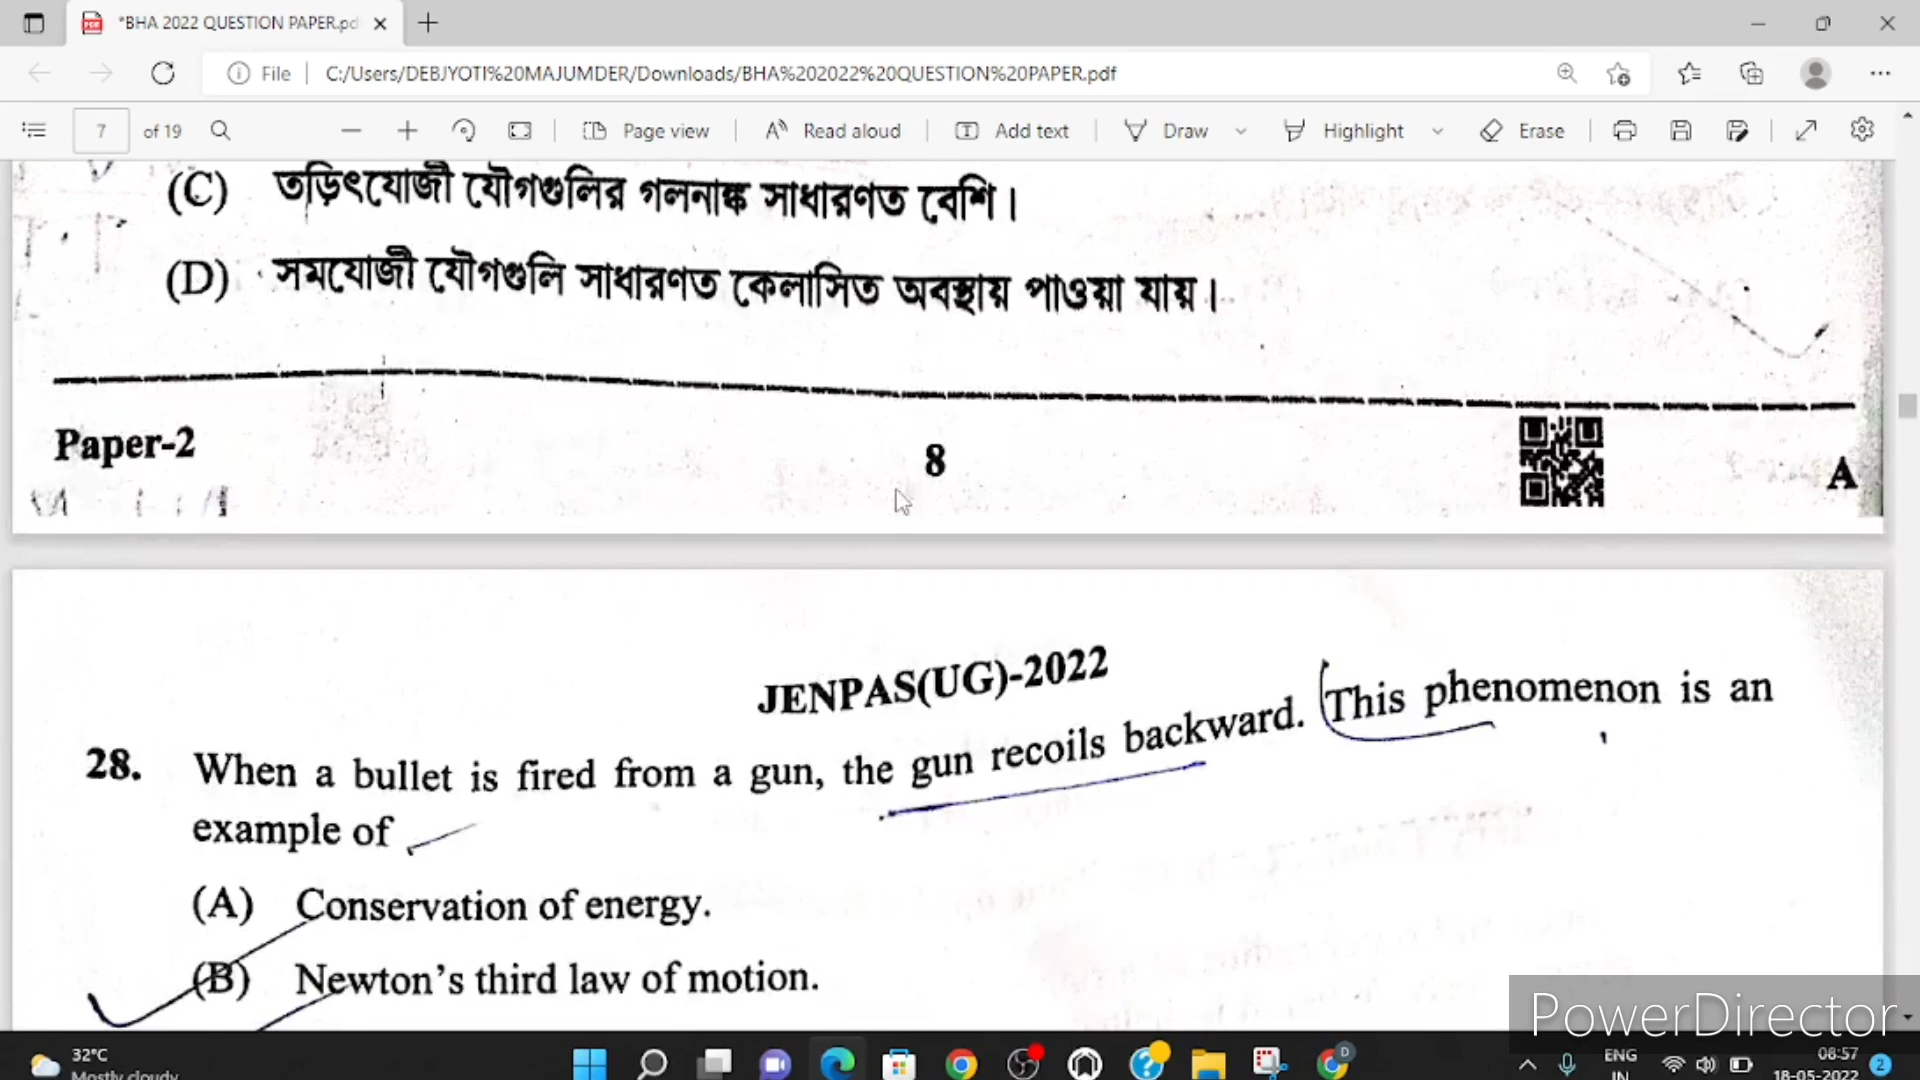 *BHA 2022 QUESTION PAPER.pd
File
C:/Users/DEBJYOTI%20MAJUMDER/Downloads/BHA%202022%20QUESTION%20PAPER.pdf
7 of 19
Page view
Read aloud
Add text
Draw
Highlight
Erase
(C) তড়িৎযোজী যৌগগুলির গলনাঙ্ক সাধারণত বেশি।
(D) সমযোজী যৌগগুলি সাধারণত কেলাসিত অবস্থায় পাওয়া যায়।
Paper-2
8
A
JENPAS(UG)-2022
28. When a bullet is fired from a gun, the gun recoils backward. This phenomenon is an
example of
(A) Conservation of energy.
(B) Newton's third law of motion.
PowerDirector
32°C
Mostly cloudy
D
ENG
IN
08:57
18-05-2022
2